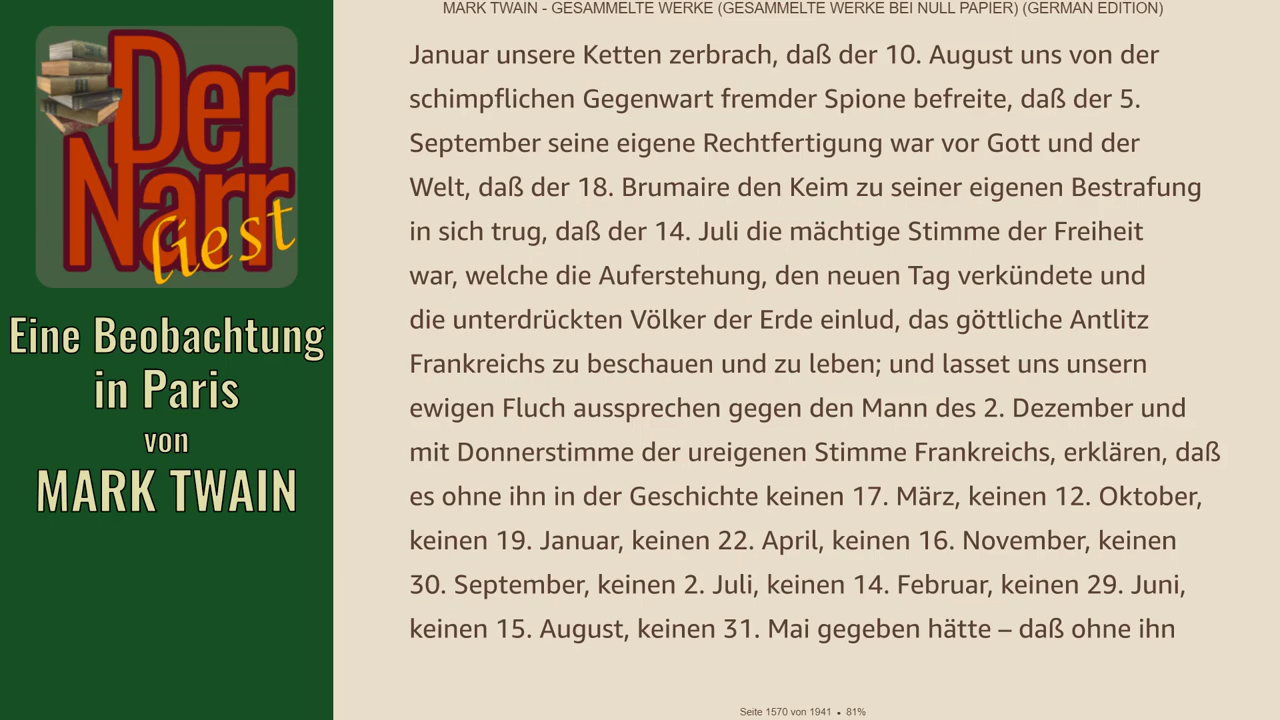 Der
Narr
liest
Eine Beobachtung
in Paris
von
MARK TWAIN
MARK TWAIN - GESAMMELTE WERKE (GESAMMELTE WERKE BEI NULL PAPIER) (GERMAN EDITION)
Januar unsere Ketten zerbrach, daß der 10. August uns von der
schimpflichen Gegenwart fremder Spione befreite, daß der 5.
September seine eigene Rechtfertigung war vor Gott und der
Welt, daß der 18. Brumaire den Keim zu seiner eigenen Bestrafung
in sich trug, daß der 14. Juli die mächtige Stimme der Freiheit
war, welche die Auferstehung, den neuen Tag verkündete und
die unterdrückten Völker der Erde einlud, das göttliche Antlitz
Frankreichs zu beschauen und zu leben; und lasset uns unsern
ewigen Fluch aussprechen gegen den Mann des 2. Dezember und
mit Donnerstimme der ureigenen Stimme Frankreichs, erklären, daß
es ohne ihn in der Geschichte keinen 17. März, keinen 12. Oktober,
keinen 19. Januar, keinen 22. April, keinen 16. November, keinen
30. September, keinen 2. Juli, keinen 14. Februar, keinen 29. Juni,
keinen 15. August, keinen 31. Mai gegeben hätte – daß ohne ihn
Seite 1570 von 1941 • 81%